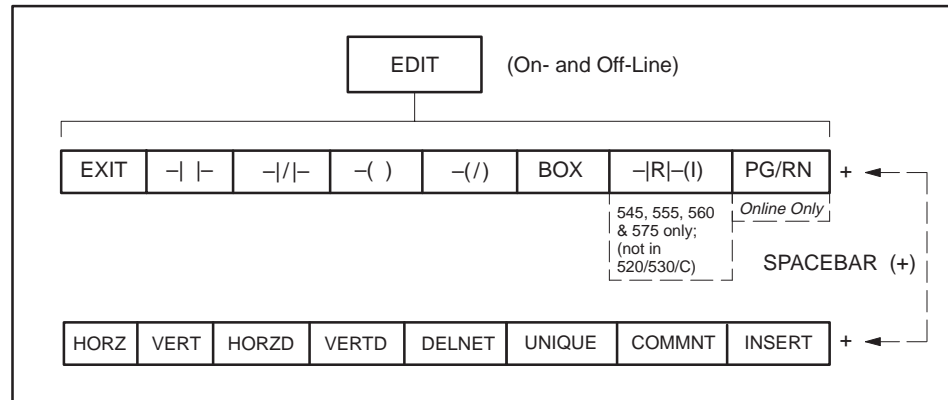 EDIT (On- and Off-Line)
EXIT –| |– –|/|– –( ) –(/) BOX –|R|–(I) PG/RN +
545, 555, 560
& 575 only;
(not in
520/530/C)
Online Only
SPACEBAR (+)
HORZ VERT HORZD VERTD DELNET UNIQUE COMMNT INSERT +